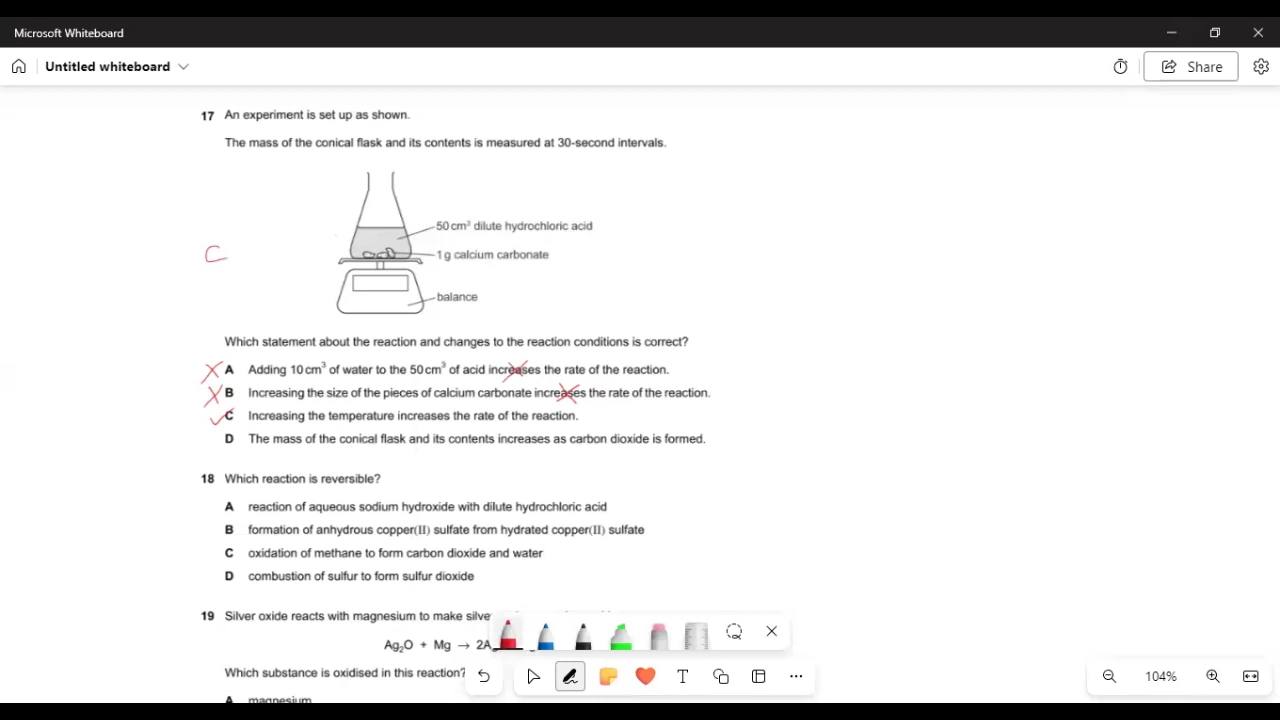 Microsoft Whiteboard
Untitled whiteboard
Share
17 An experiment is set up as shown.
The mass of the conical flask and its contents is measured at 30-second intervals.
50 cm³ dilute hydrochloric acid
C
1 g calcium carbonate
balance
Which statement about the reaction and changes to the reaction conditions is correct?
A Adding 10 cm³ of water to the 50 cm³ of acid increases the rate of the reaction.
B Increasing the size of the pieces of calcium carbonate increases the rate of the reaction.
C Increasing the temperature increases the rate of the reaction.
D The mass of the conical flask and its contents increases as carbon dioxide is formed.
18 Which reaction is reversible?
A reaction of aqueous sodium hydroxide with dilute hydrochloric acid
B formation of anhydrous copper(II) sulfate from hydrated copper(II) sulfate
C oxidation of methane to form carbon dioxide and water
D combustion of sulfur to form sulfur dioxide
19 Silver oxide reacts with magnesium to make silve
Ag₂O + Mg → 2A
Which substance is oxidised in this reaction?
A magnesium
104%